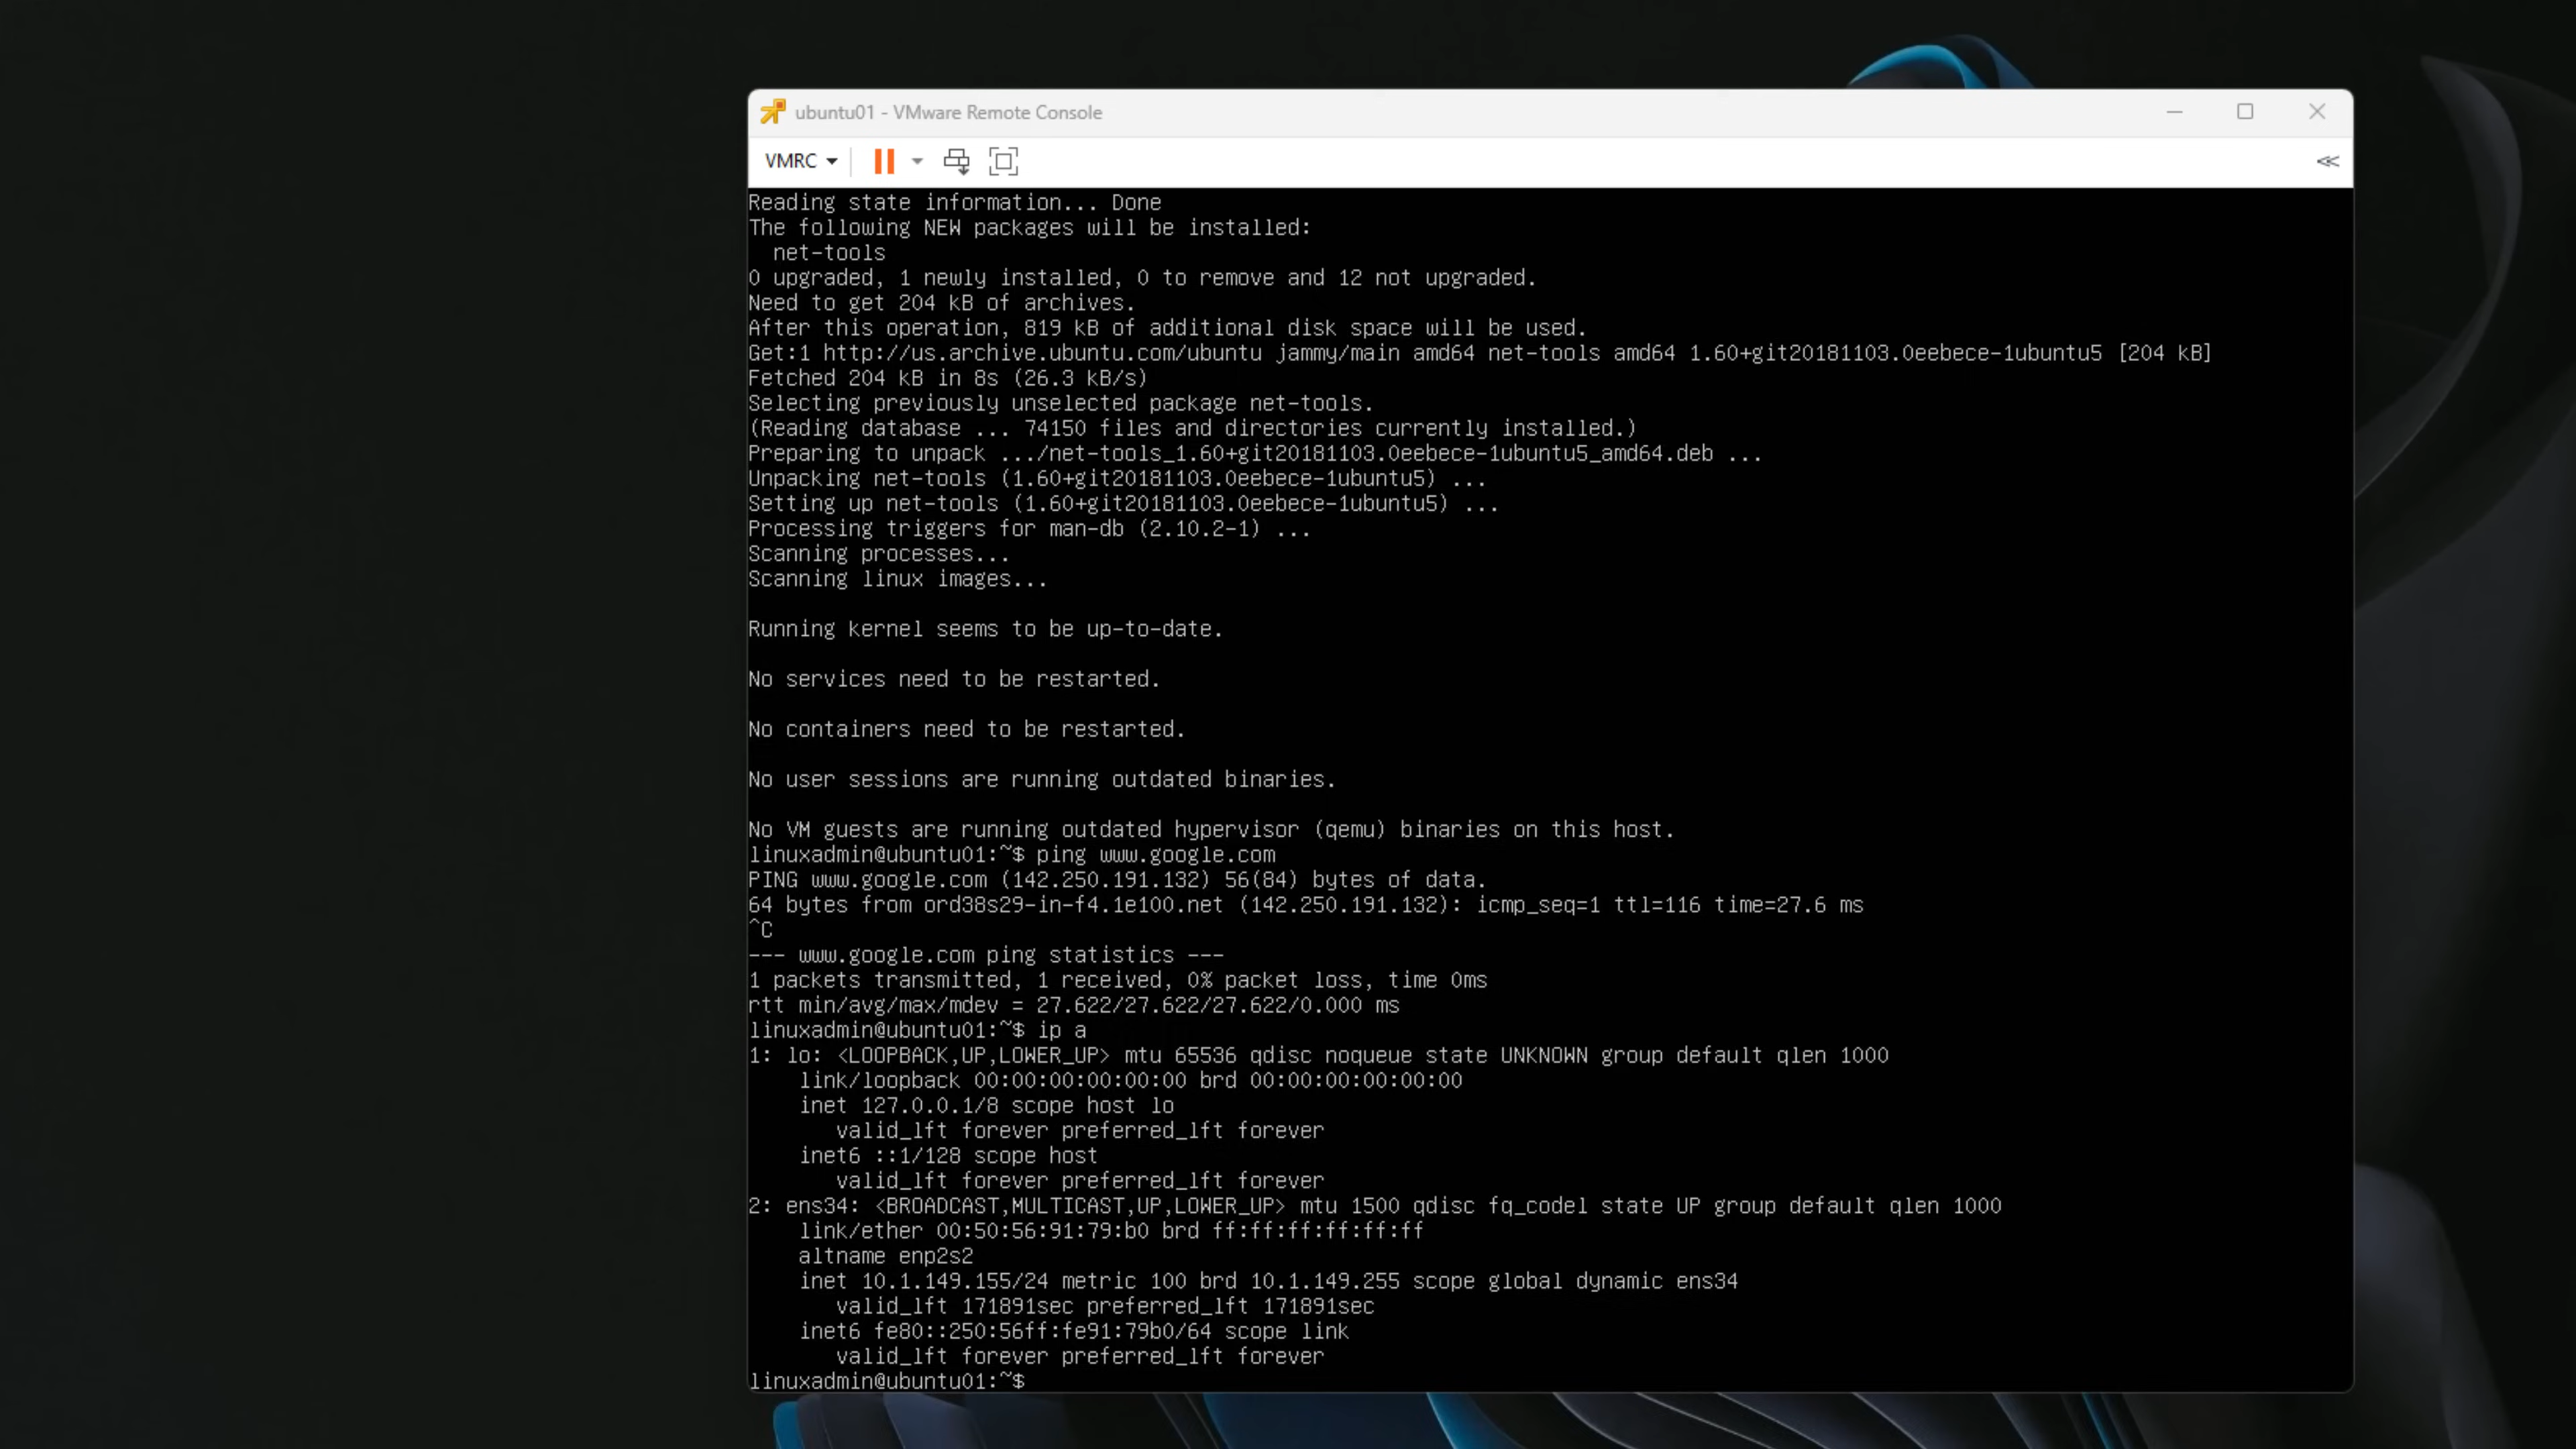 ubuntu01 - VMware Remote Console
VMRC
Reading state information... Done
The following NEW packages will be installed:
  net-tools
0 upgraded, 1 newly installed, 0 to remove and 12 not upgraded.
Need to get 204 kB of archives.
After this operation, 819 kB of additional disk space will be used.
Get:1 http://us.archive.ubuntu.com/ubuntu jammy/main amd64 net-tools amd64 1.60+git20181103.0eebece-1ubuntu5 [204 kB]
Fetched 204 kB in 8s (26.3 kB/s)
Selecting previously unselected package net-tools.
(Reading database ... 74150 files and directories currently installed.)
Preparing to unpack .../net-tools_1.60+git20181103.0eebece-1ubuntu5_amd64.deb ...
Unpacking net-tools (1.60+git20181103.0eebece-1ubuntu5) ...
Setting up net-tools (1.60+git20181103.0eebece-1ubuntu5) ...
Processing triggers for man-db (2.10.2-1) ...
Scanning processes...
Scanning linux images...
Running kernel seems to be up-to-date.
No services need to be restarted.
No containers need to be restarted.
No user sessions are running outdated binaries.
No VM guests are running outdated hypervisor (qemu) binaries on this host.
linuxadmin@ubuntu01:~$ ping www.google.com
PING www.google.com (142.250.191.132) 56(84) bytes of data.
64 bytes from ord38s29-in-f4.1e100.net (142.250.191.132): icmp_seq=1 ttl=116 time=27.6 ms
^C
--- www.google.com ping statistics ---
1 packets transmitted, 1 received, 0% packet loss, time 0ms
rtt min/avg/max/mdev = 27.622/27.622/27.622/0.000 ms
linuxadmin@ubuntu01:~$ ip a
1: lo: <LOOPBACK,UP,LOWER_UP> mtu 65536 qdisc noqueue state UNKNOWN group default qlen 1000
    link/loopback 00:00:00:00:00:00 brd 00:00:00:00:00:00
    inet 127.0.0.1/8 scope host lo
       valid_lft forever preferred_lft forever
    inet6 ::1/128 scope host
       valid_lft forever preferred_lft forever
2: ens34: <BROADCAST,MULTICAST,UP,LOWER_UP> mtu 1500 qdisc fq_codel state UP group default qlen 1000
    link/ether 00:50:56:91:79:b0 brd ff:ff:ff:ff:ff:ff
    altname enp2s2
    inet 10.1.149.155/24 metric 100 brd 10.1.149.255 scope global dynamic ens34
       valid_lft 171891sec preferred_lft 171891sec
    inet6 fe80::250:56ff:fe91:79b0/64 scope link
       valid_lft forever preferred_lft forever
linuxadmin@ubuntu01:~$